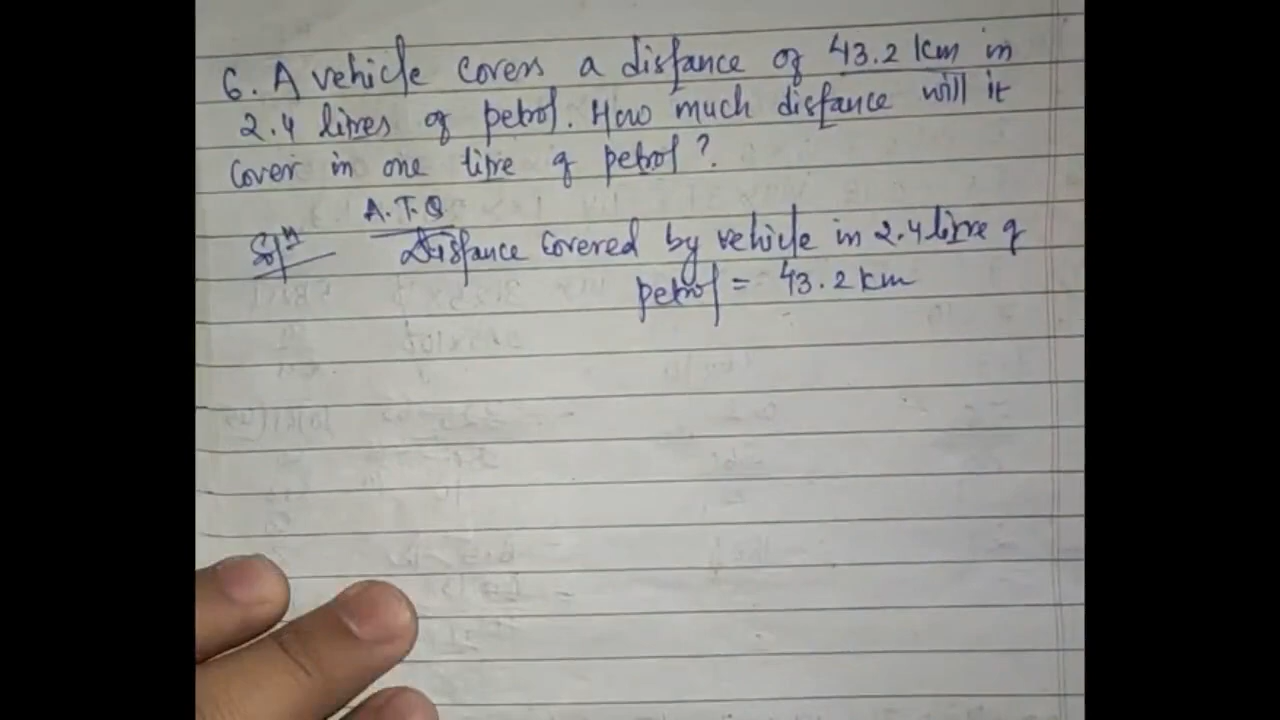 6. A vehicle covers a distance of 43.2 km in
2.4 litres of petrol. How much distance will it
cover in one litre of petrol?
A.T.Q
Sol^n Distance covered by vehicle in 2.4 litre of
petrol = 43.2 km